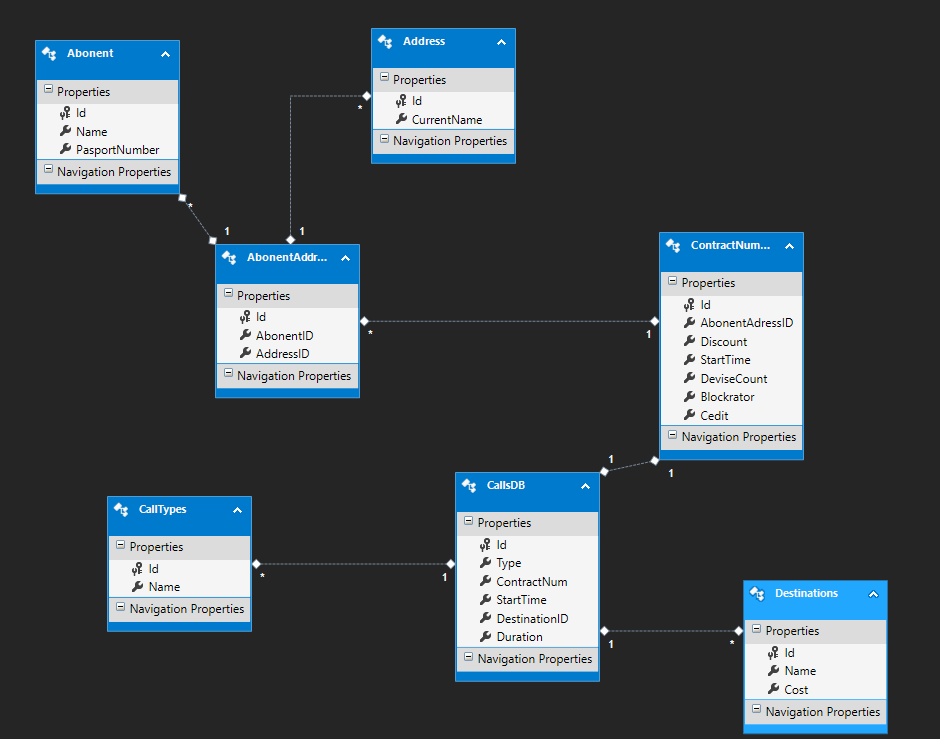 Abonent
Properties
Id
Name
PasportNumber
Navigation Properties
*
1
Address
Properties
Id
CurrentName
Navigation Properties
*
1
AbonentAddr...
Properties
Id
AbonentID
AddressID
Navigation Properties
*
1
ContractNum...
Properties
Id
AbonentAdressID
Discount
StartTime
DeviseCount
Blockrator
Cedit
Navigation Properties
1
1
CallTypes
Properties
Id
Name
Navigation Properties
*
1
CallsDB
Properties
Id
Type
ContractNum
StartTime
DestinationID
Duration
Navigation Properties
1
*
Destinations
Properties
Id
Name
Cost
Navigation Properties